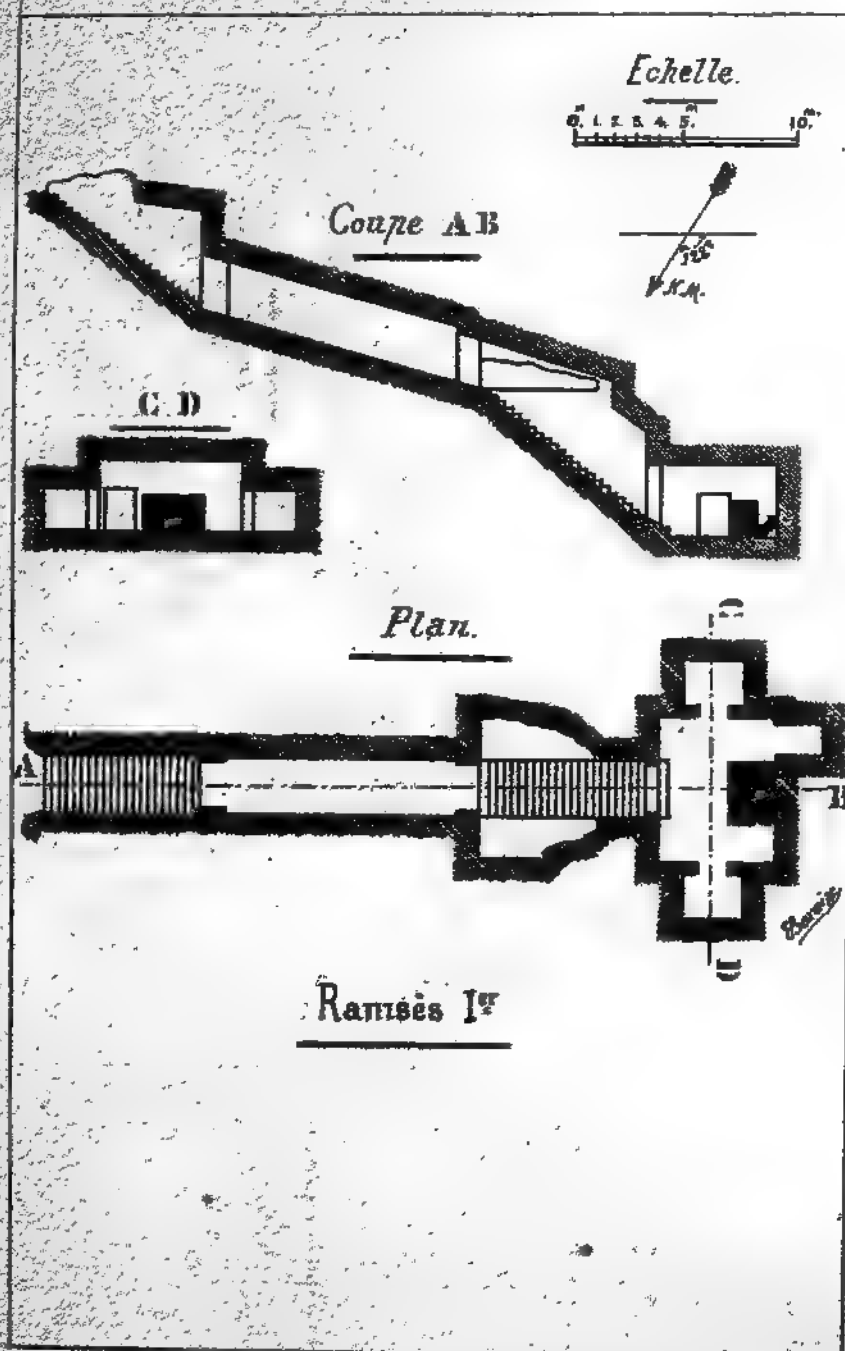 Echelle.
0. 1. 2. 3. 4. 5. m 10. m.
Coupe AB
N.M.
C D
Plan.
D
A
B
C
Ramsès Ier